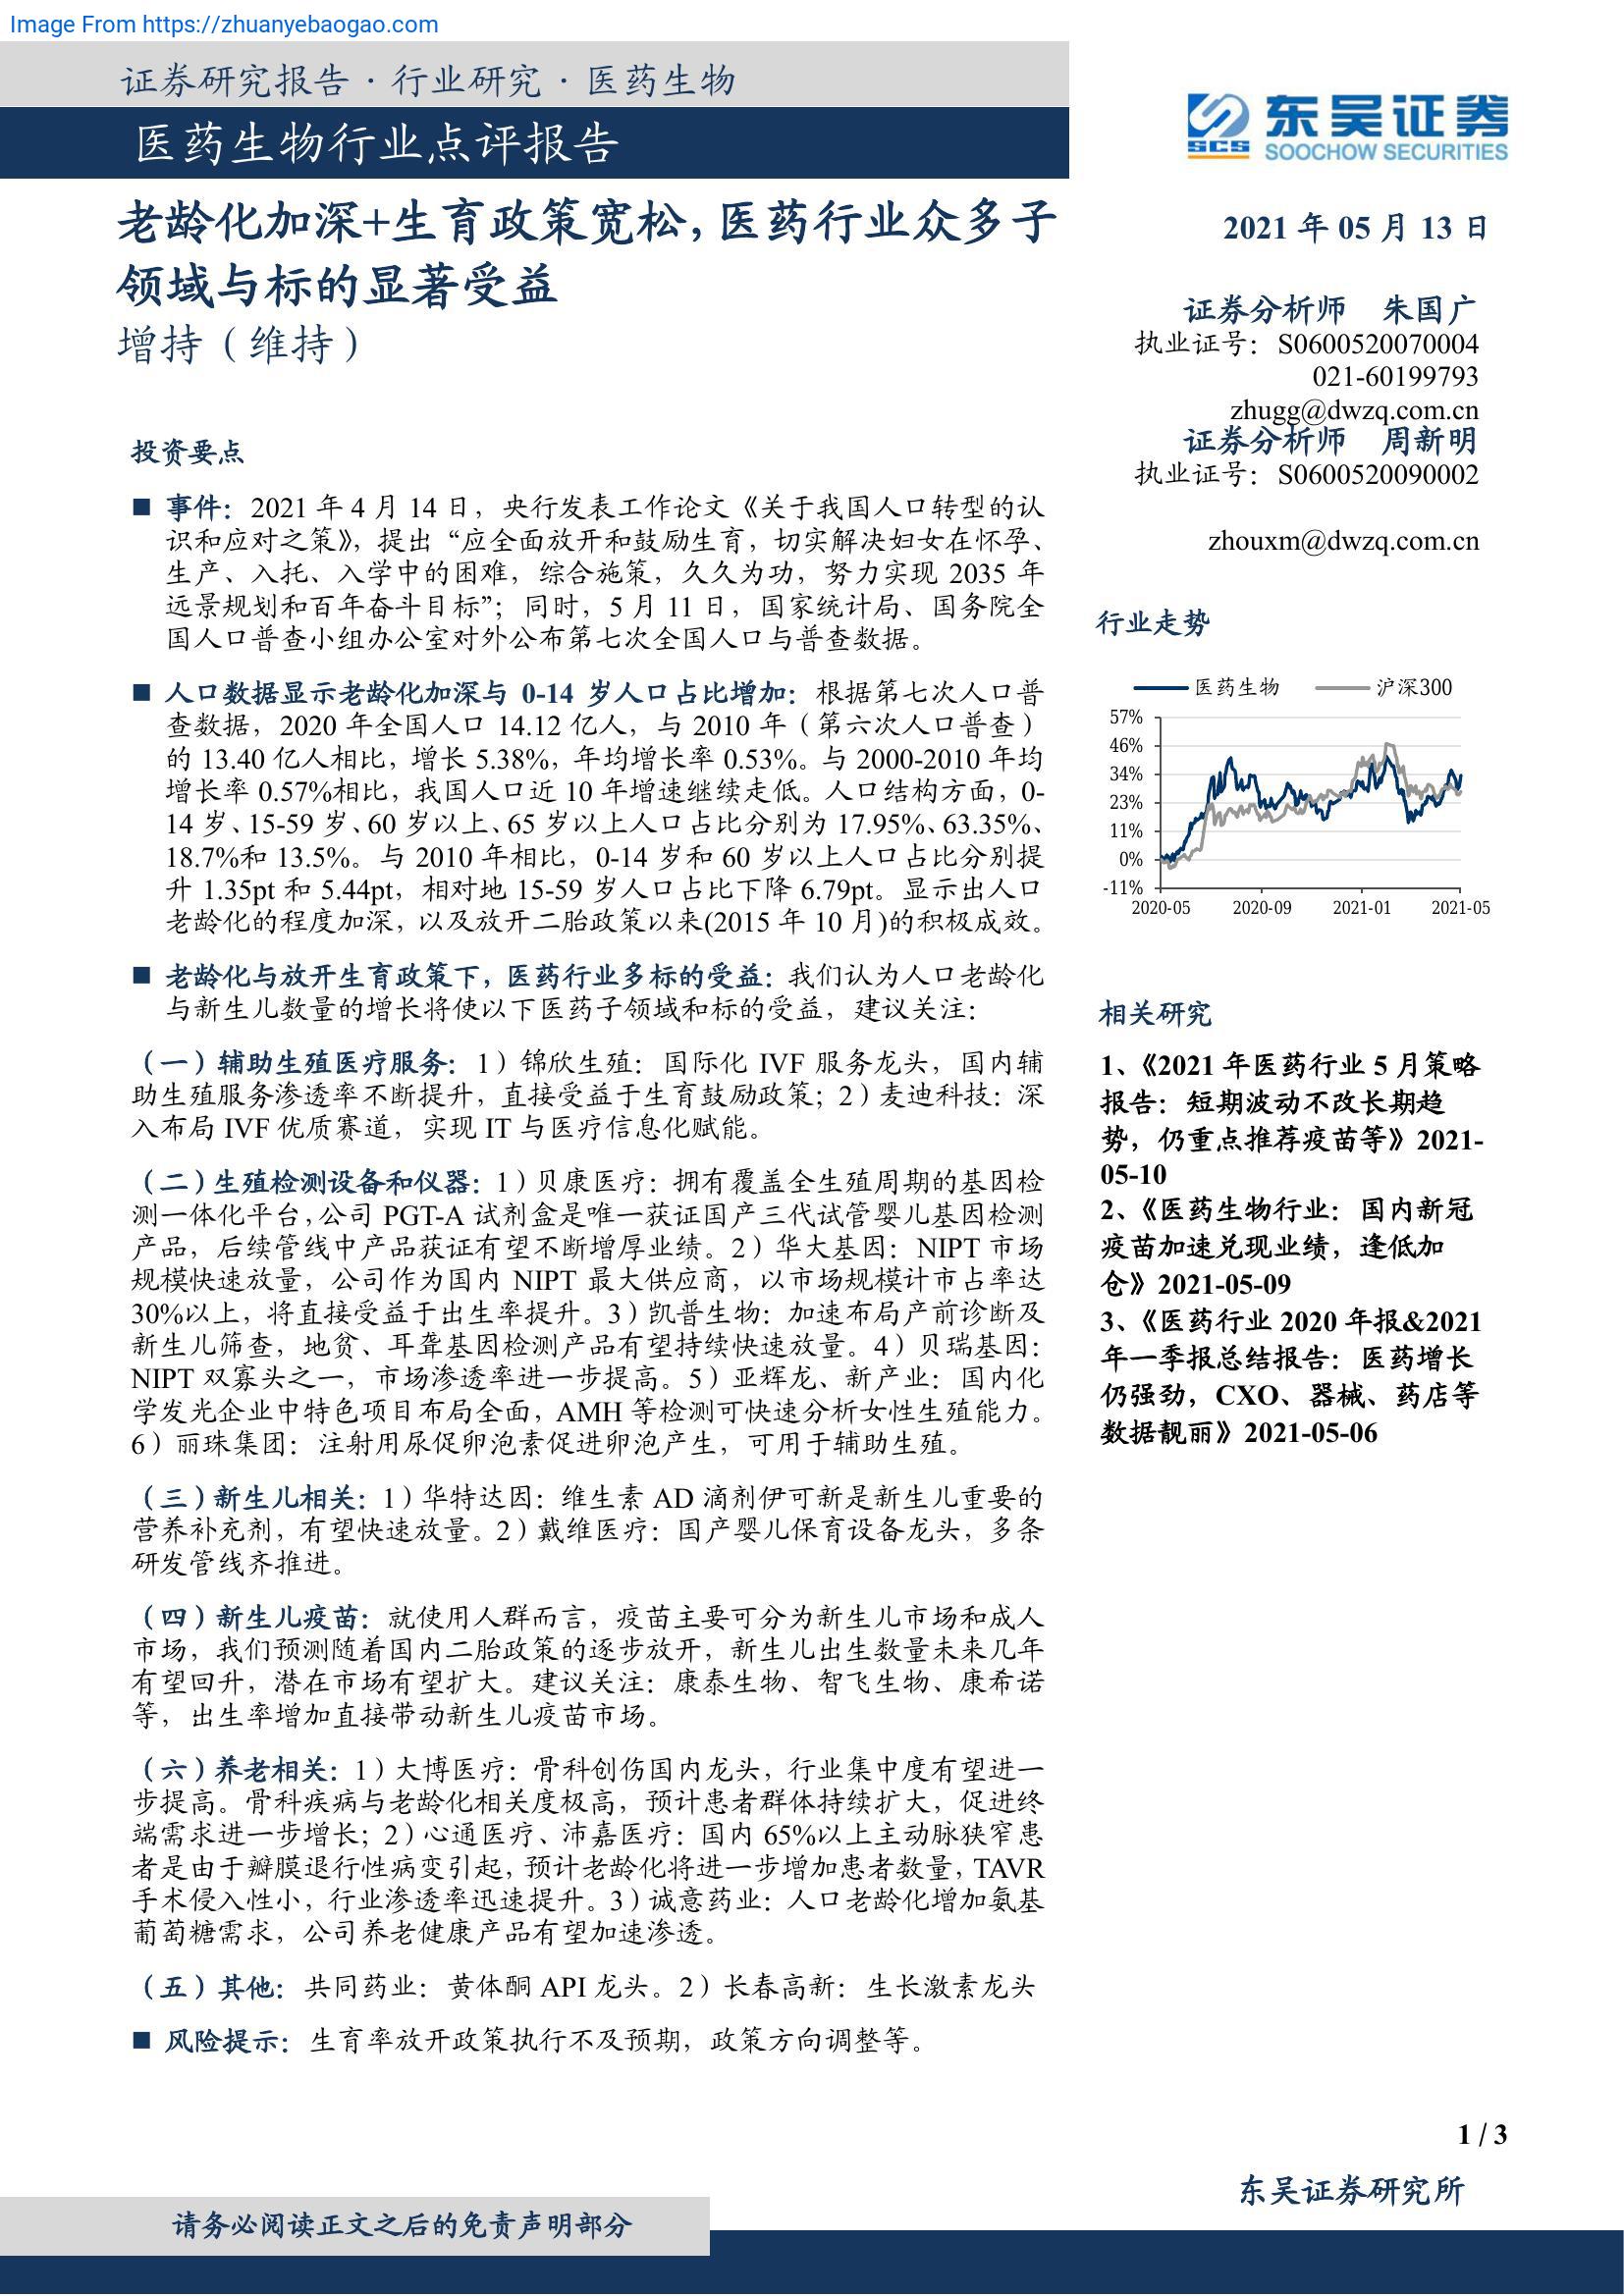 Image From https://zhuanyebaogao.com
证券研究报告·行业研究·医药生物
医药生物行业点评报告
东吴证券
SCS
SOOCHOW SECURITIES
老龄化加深+生育政策宽松，医药行业众多子
领域与标的显著受益
增持（维持）
投资要点
■ 事件：2021 年 4 月 14 日，央行发表工作论文《关于我国人口转型的认
识和应对之策》，提出“应全面放开和鼓励生育，切实解决妇女在怀孕、
生产、入托、入学中的困难，综合施策，久久为功，努力实现 2035 年
远景规划和百年奋斗目标”；同时，5 月 11 日，国家统计局、国务院全
国人口普查小组办公室对外公布第七次全国人口与普查数据。
■ 人口数据显示老龄化加深与 0-14 岁人口占比增加：根据第七次人口普
查数据，2020 年全国人口 14.12 亿人，与 2010 年（第六次人口普查）
的 13.40 亿人相比，增长 5.38%，年均增长率 0.53%。与 2000-2010 年均
增长率 0.57%相比，我国人口近 10 年增速继续走低。人口结构方面，0-
14 岁、15-59 岁、60 岁以上、65 岁以上人口占比分别为 17.95%、63.35%、
18.7%和 13.5%。与 2010 年相比，0-14 岁和 60 岁以上人口占比分别提
升 1.35pt 和 5.44pt，相对地 15-59 岁人口占比下降 6.79pt。显示出人口
老龄化的程度加深，以及放开二胎政策以来(2015 年 10 月)的积极成效。
■ 老龄化与放开生育政策下，医药行业多标的受益：我们认为人口老龄化
与新生儿数量的增长将使以下医药子领域和标的受益，建议关注：
（一）辅助生殖医疗服务：1）锦欣生殖：国际化 IVF 服务龙头，国内辅
助生殖服务渗透率不断提升，直接受益于生育鼓励政策；2）麦迪科技：深
入布局 IVF 优质赛道，实现 IT 与医疗信息化赋能。
（二）生殖检测设备和仪器：1）贝康医疗：拥有覆盖全生殖周期的基因检
测一体化平台，公司 PGT-A 试剂盒是唯一获证国产三代试管婴儿基因检测
产品，后续管线中产品获证有望不断增厚业绩。2）华大基因：NIPT 市场
规模快速放量，公司作为国内 NIPT 最大供应商，以市场规模计市占率达
30%以上，将直接受益于出生率提升。3）凯普生物：加速布局产前诊断及
新生儿筛查，地贫、耳聋基因检测产品有望持续快速放量。4）贝瑞基因：
NIPT 双寡头之一，市场渗透率进一步提高。5）亚辉龙、新产业：国内化
学发光企业中特色项目布局全面，AMH 等检测可快速分析女性生殖能力。
6）丽珠集团：注射用尿促卵泡素促进卵泡产生，可用于辅助生殖。
（三）新生儿相关：1）华特达因：维生素 AD 滴剂伊可新是新生儿重要的
营养补充剂，有望快速放量。2）戴维医疗：国产婴儿保育设备龙头，多条
研发管线齐推进。
（四）新生儿疫苗：就使用人群而言，疫苗主要可分为新生儿市场和成人
市场，我们预测随着国内二胎政策的逐步放开，新生儿出生数量未来几年
有望回升，潜在市场有望扩大。建议关注：康泰生物、智飞生物、康希诺
等，出生率增加直接带动新生儿疫苗市场。
（六）养老相关：1）大博医疗：骨科创伤国内龙头，行业集中度有望进一
步提高。骨科疾病与老龄化相关度极高，预计患者群体持续扩大，促进终
端需求进一步增长；2）心通医疗、沛嘉医疗：国内 65%以上主动脉狭窄患
者是由于瓣膜退行性病变引起，预计老龄化将进一步增加患者数量，TAVR
手术侵入性小，行业渗透率迅速提升。3）诚意药业：人口老龄化增加氨基
葡萄糖需求，公司养老健康产品有望加速渗透。
（五）其他：共同药业：黄体酮 API 龙头。2）长春高新：生长激素龙头
■ 风险提示：生育率放开政策执行不及预期，政策方向调整等。
2021 年 05 月 13 日
证券分析师 朱国广
执业证号：S0600520070004
021-60199793
zhugg@dwzq.com.cn
证券分析师 周新明
执业证号：S0600520090002
zhouxm@dwzq.com.cn
行业走势
医药生物 沪深300
57%
46%
34%
23%
11%
0%
-11%
2020-05 2020-09 2021-01 2021-05
相关研究
1、《2021 年医药行业 5 月策略
报告：短期波动不改长期趋
势，仍重点推荐疫苗等》2021-
05-10
2、《医药生物行业：国内新冠
疫苗加速兑现业绩，逢低加
仓》2021-05-09
3、《医药行业 2020 年报&2021
年一季报总结报告：医药增长
仍强劲，CXO、器械、药店等
数据靓丽》2021-05-06
1 / 3
东吴证券研究所
请务必阅读正文之后的免责声明部分